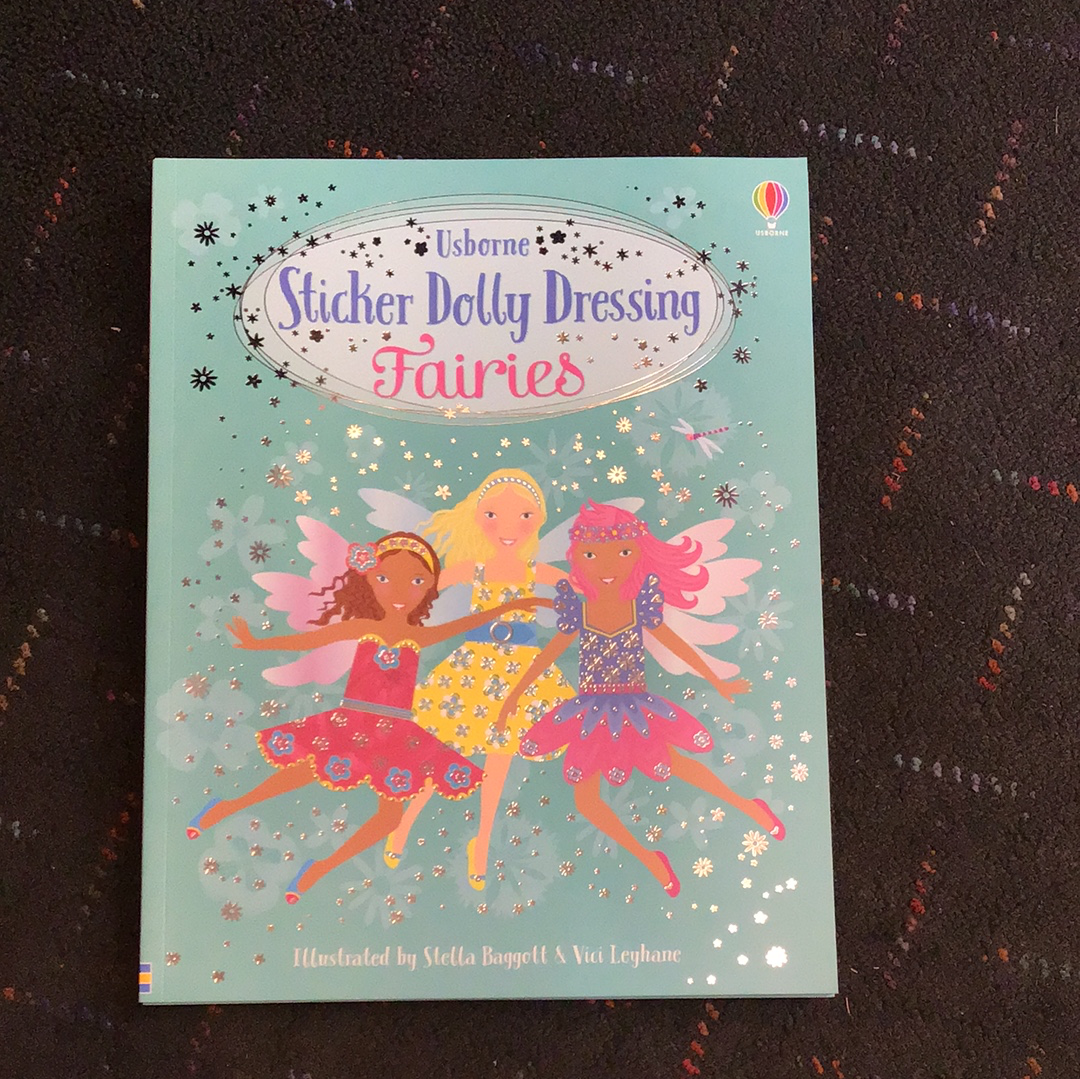 Usborne
Sticker Dolly Dressing
Fairies
USBORNE
Illustrated by Stella Baggott & Vici Leyhane